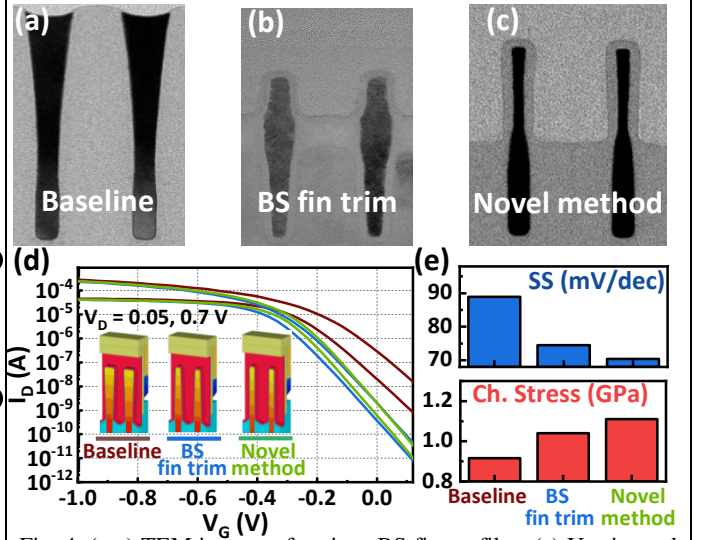 (a)
(b)
(c)
Baseline
BS fin trim
Novel method
(d)
(e)
10⁻⁴
10⁻⁵
10⁻⁶
10⁻⁷
10⁻⁸
10⁻⁹
10⁻¹⁰
10⁻¹¹
10⁻¹²
I_D (A)
V_D = 0.05, 0.7 V
Baseline
BS
fin trim
Novel
method
-1.0 -0.8 -0.6 -0.4 -0.2 0.0
V_G (V)
SS (mV/dec)
90
80
70
Ch. Stress (GPa)
1.2
1.0
0.8
Baseline
BS
fin trim
Novel
method